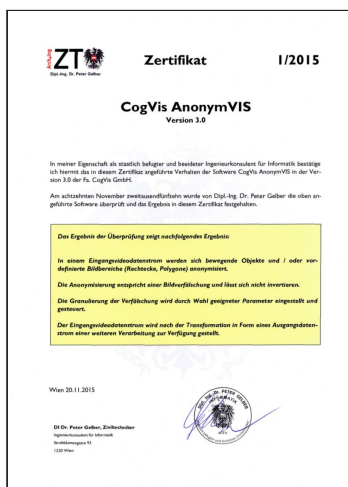 Arch+Ing
ZT
Dipl.-Ing. Dr. Peter Gelber
Zertifikat
1/2015
CogVis AnonymVIS
Version 3.0
In meiner Eigenschaft als staatlich befugter und beeideter Ingenieurkonsulent für Informatik bestätige
ich hiermit das in diesem Zertifikat angeführte Verhalten der Software CogVis AnonymVIS in der Ver-
sion 3.0 der Fa. CogVis GmbH.
Am achtzehnten November zweitausendfünfzehn wurde von Dipl.-Ing. Dr. Peter Gelber die oben an-
geführte Software überprüft und das Ergebnis in diesem Zertifikat festgehalten.
Das Ergebnis der Überprüfung zeigt nachfolgendes Ergebnis:
In einem Eingangsvideodatenstrom werden sich bewegende Objekte und / oder vor-
definierte Bildbereiche (Rechtecke, Polygone) anonymisiert.
Die Anonymisierung entspricht einer Bildverfälschung und lässt sich nicht invertieren.
Die Granulierung der Verfälschung wird durch Wahl geeigneter Parameter eingestellt und
gesteuert.
Der Eingangsvideodatenstrom wird nach der Transformation in Form eines Ausgangsdaten-
strom einer weiteren Verarbeitung zur Verfügung gestellt.
Wien 20.11.2015
DI Dr. Peter Gelber, Ziviltechniker
Ingenieurkonsulent für Informatik
1220 Wien
Dr. PETER GELBER